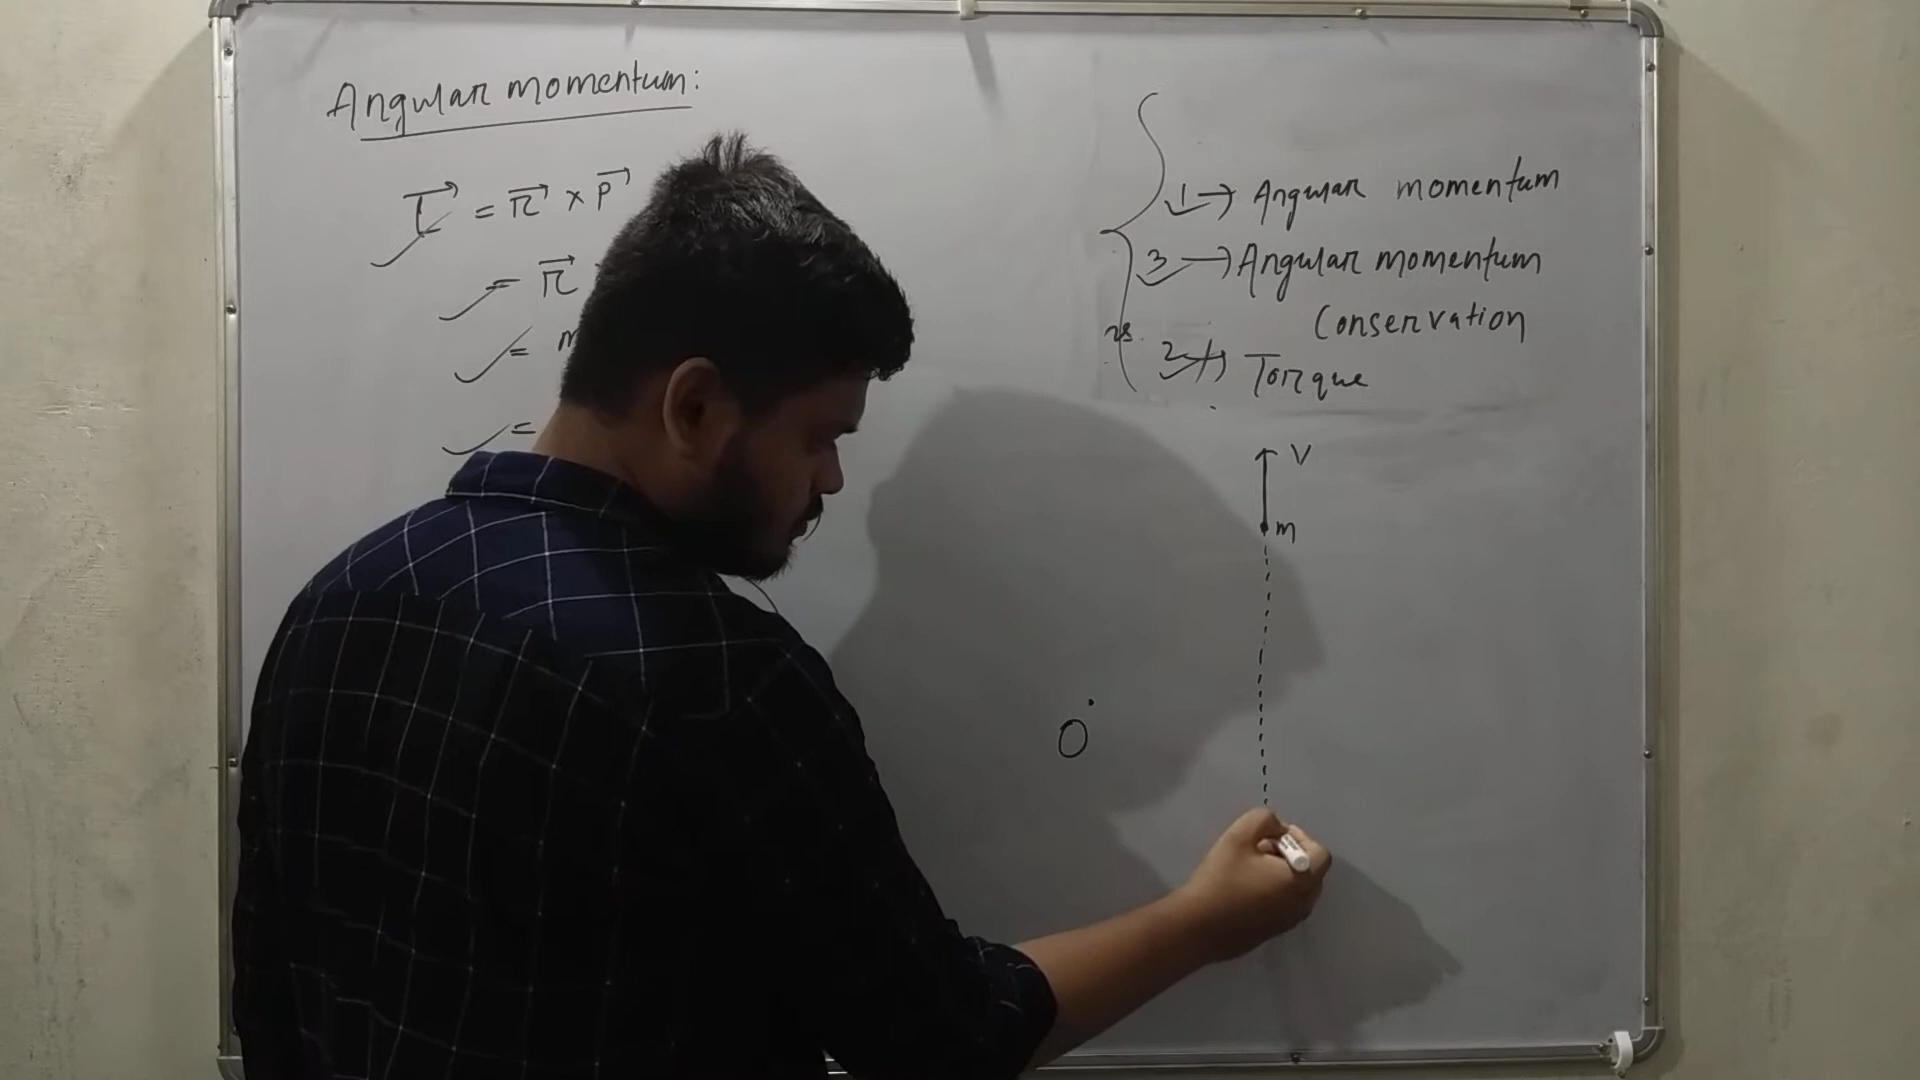 Angular momentum:
L = r × p
= r
= m
=
1 → Angular momentum
3 → Angular momentum
Conservation
2 → Torque
V
m
O